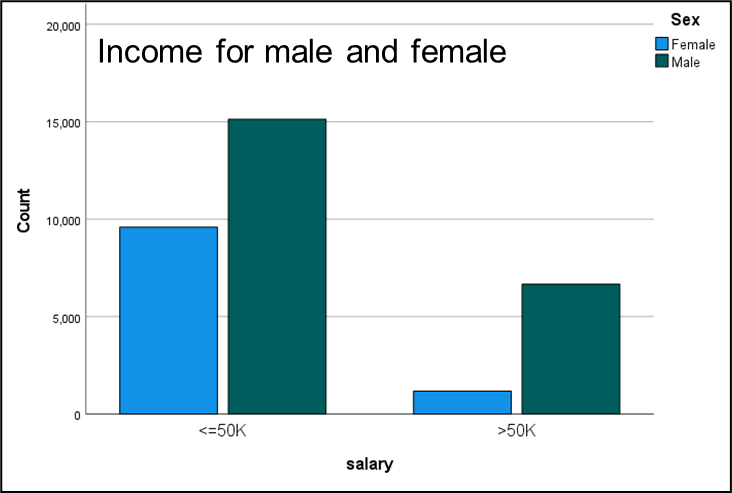 Income for male and female
Sex
Female
Male
20,000
15,000
10,000
5,000
0
Count
<=50K
>50K
salary